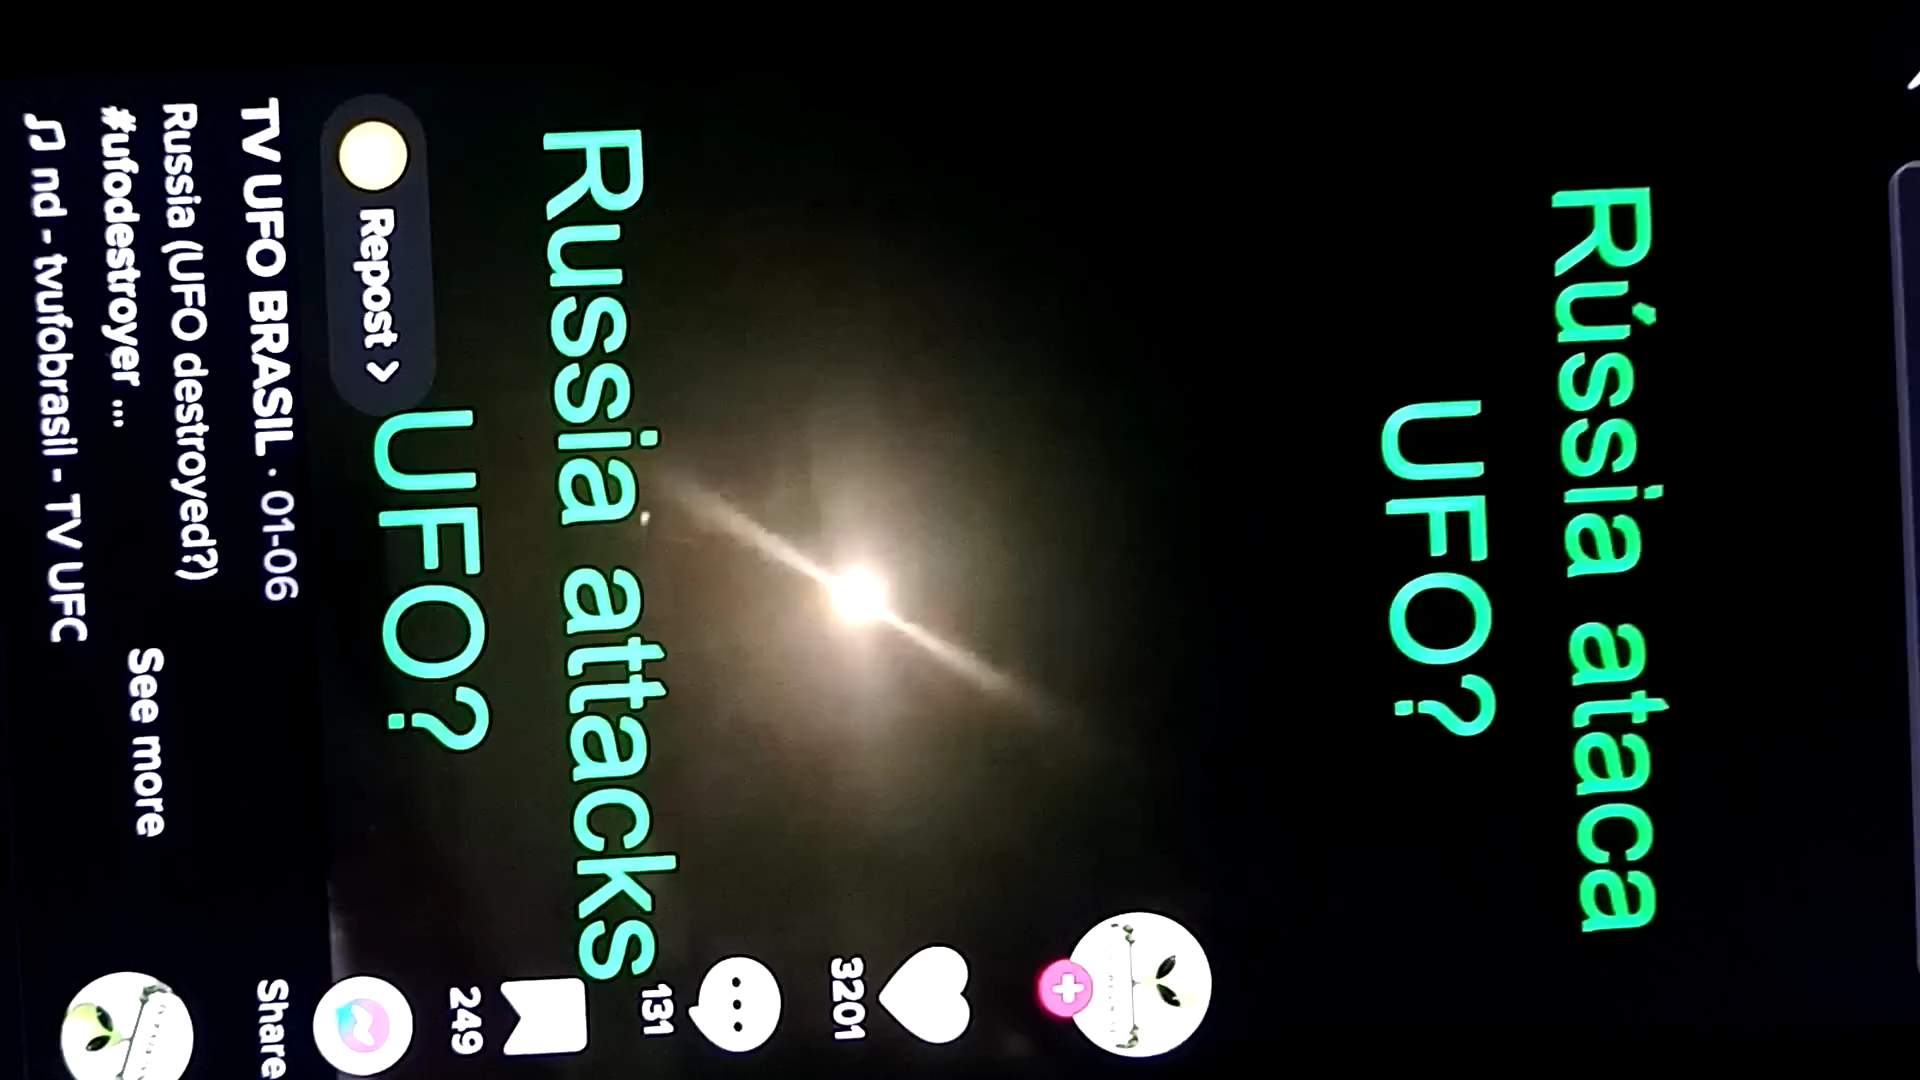 Rússia ataca
UFO?
3201
131
249
Share
Russia attacks
UFO?
Repost >
TV UFO BRASIL · 01-06
Russia (UFO destroyed?)
#ufodestroyer ...
See more
nd - tvufobrasil - TV UFC